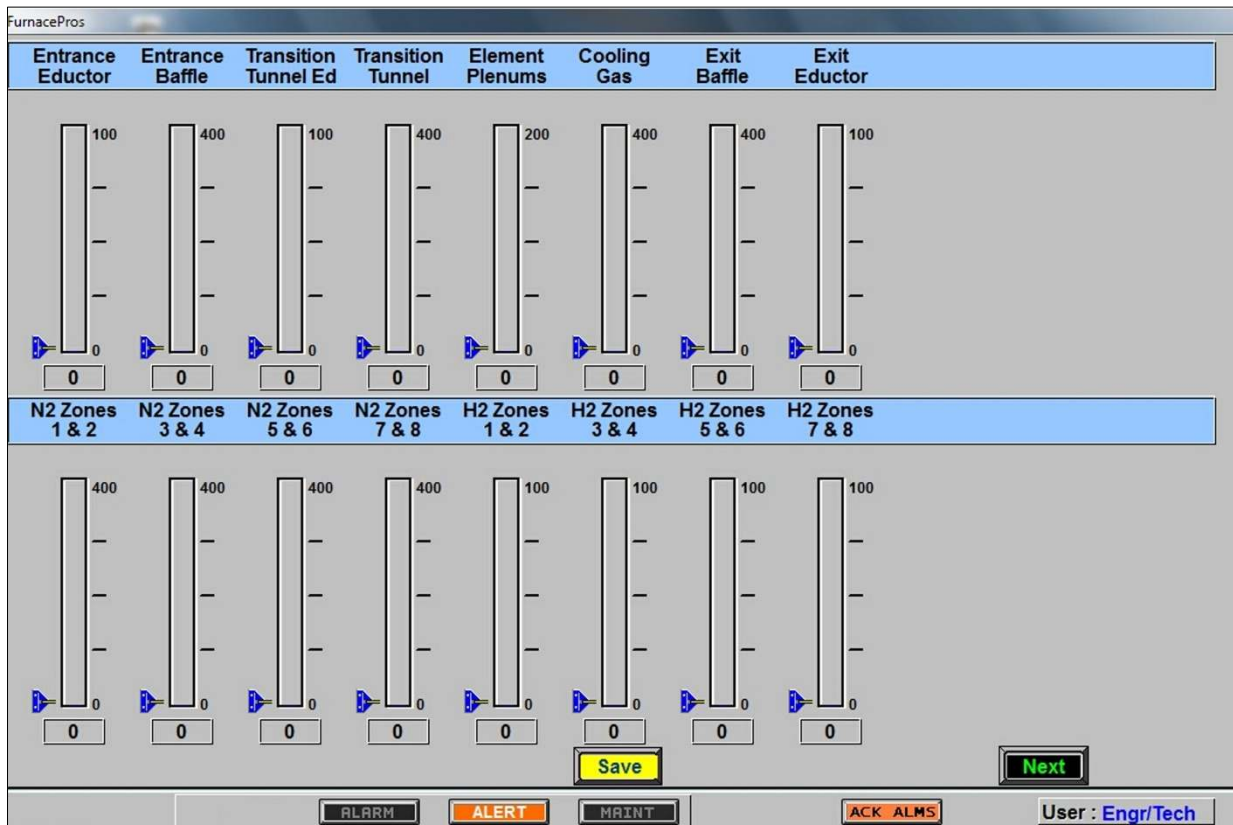 FurnacePros
Entrance Eductor
Entrance Baffle
Transition Tunnel Ed
Transition Tunnel
Element Plenums
Cooling Gas
Exit Baffle
Exit Eductor
100 400 100 400 200 400 400 100
0 0 0 0 0 0 0 0
0 0 0 0 0 0 0 0
N2 Zones 1 & 2
N2 Zones 3 & 4
N2 Zones 5 & 6
N2 Zones 7 & 8
H2 Zones 1 & 2
H2 Zones 3 & 4
H2 Zones 5 & 6
H2 Zones 7 & 8
400 400 400 400 100 100 100 100
0 0 0 0 0 0 0 0
0 0 0 0 0 0 0 0
Save
Next
ALARM ALERT MAINT ACK ALMS User : Engr/Tech